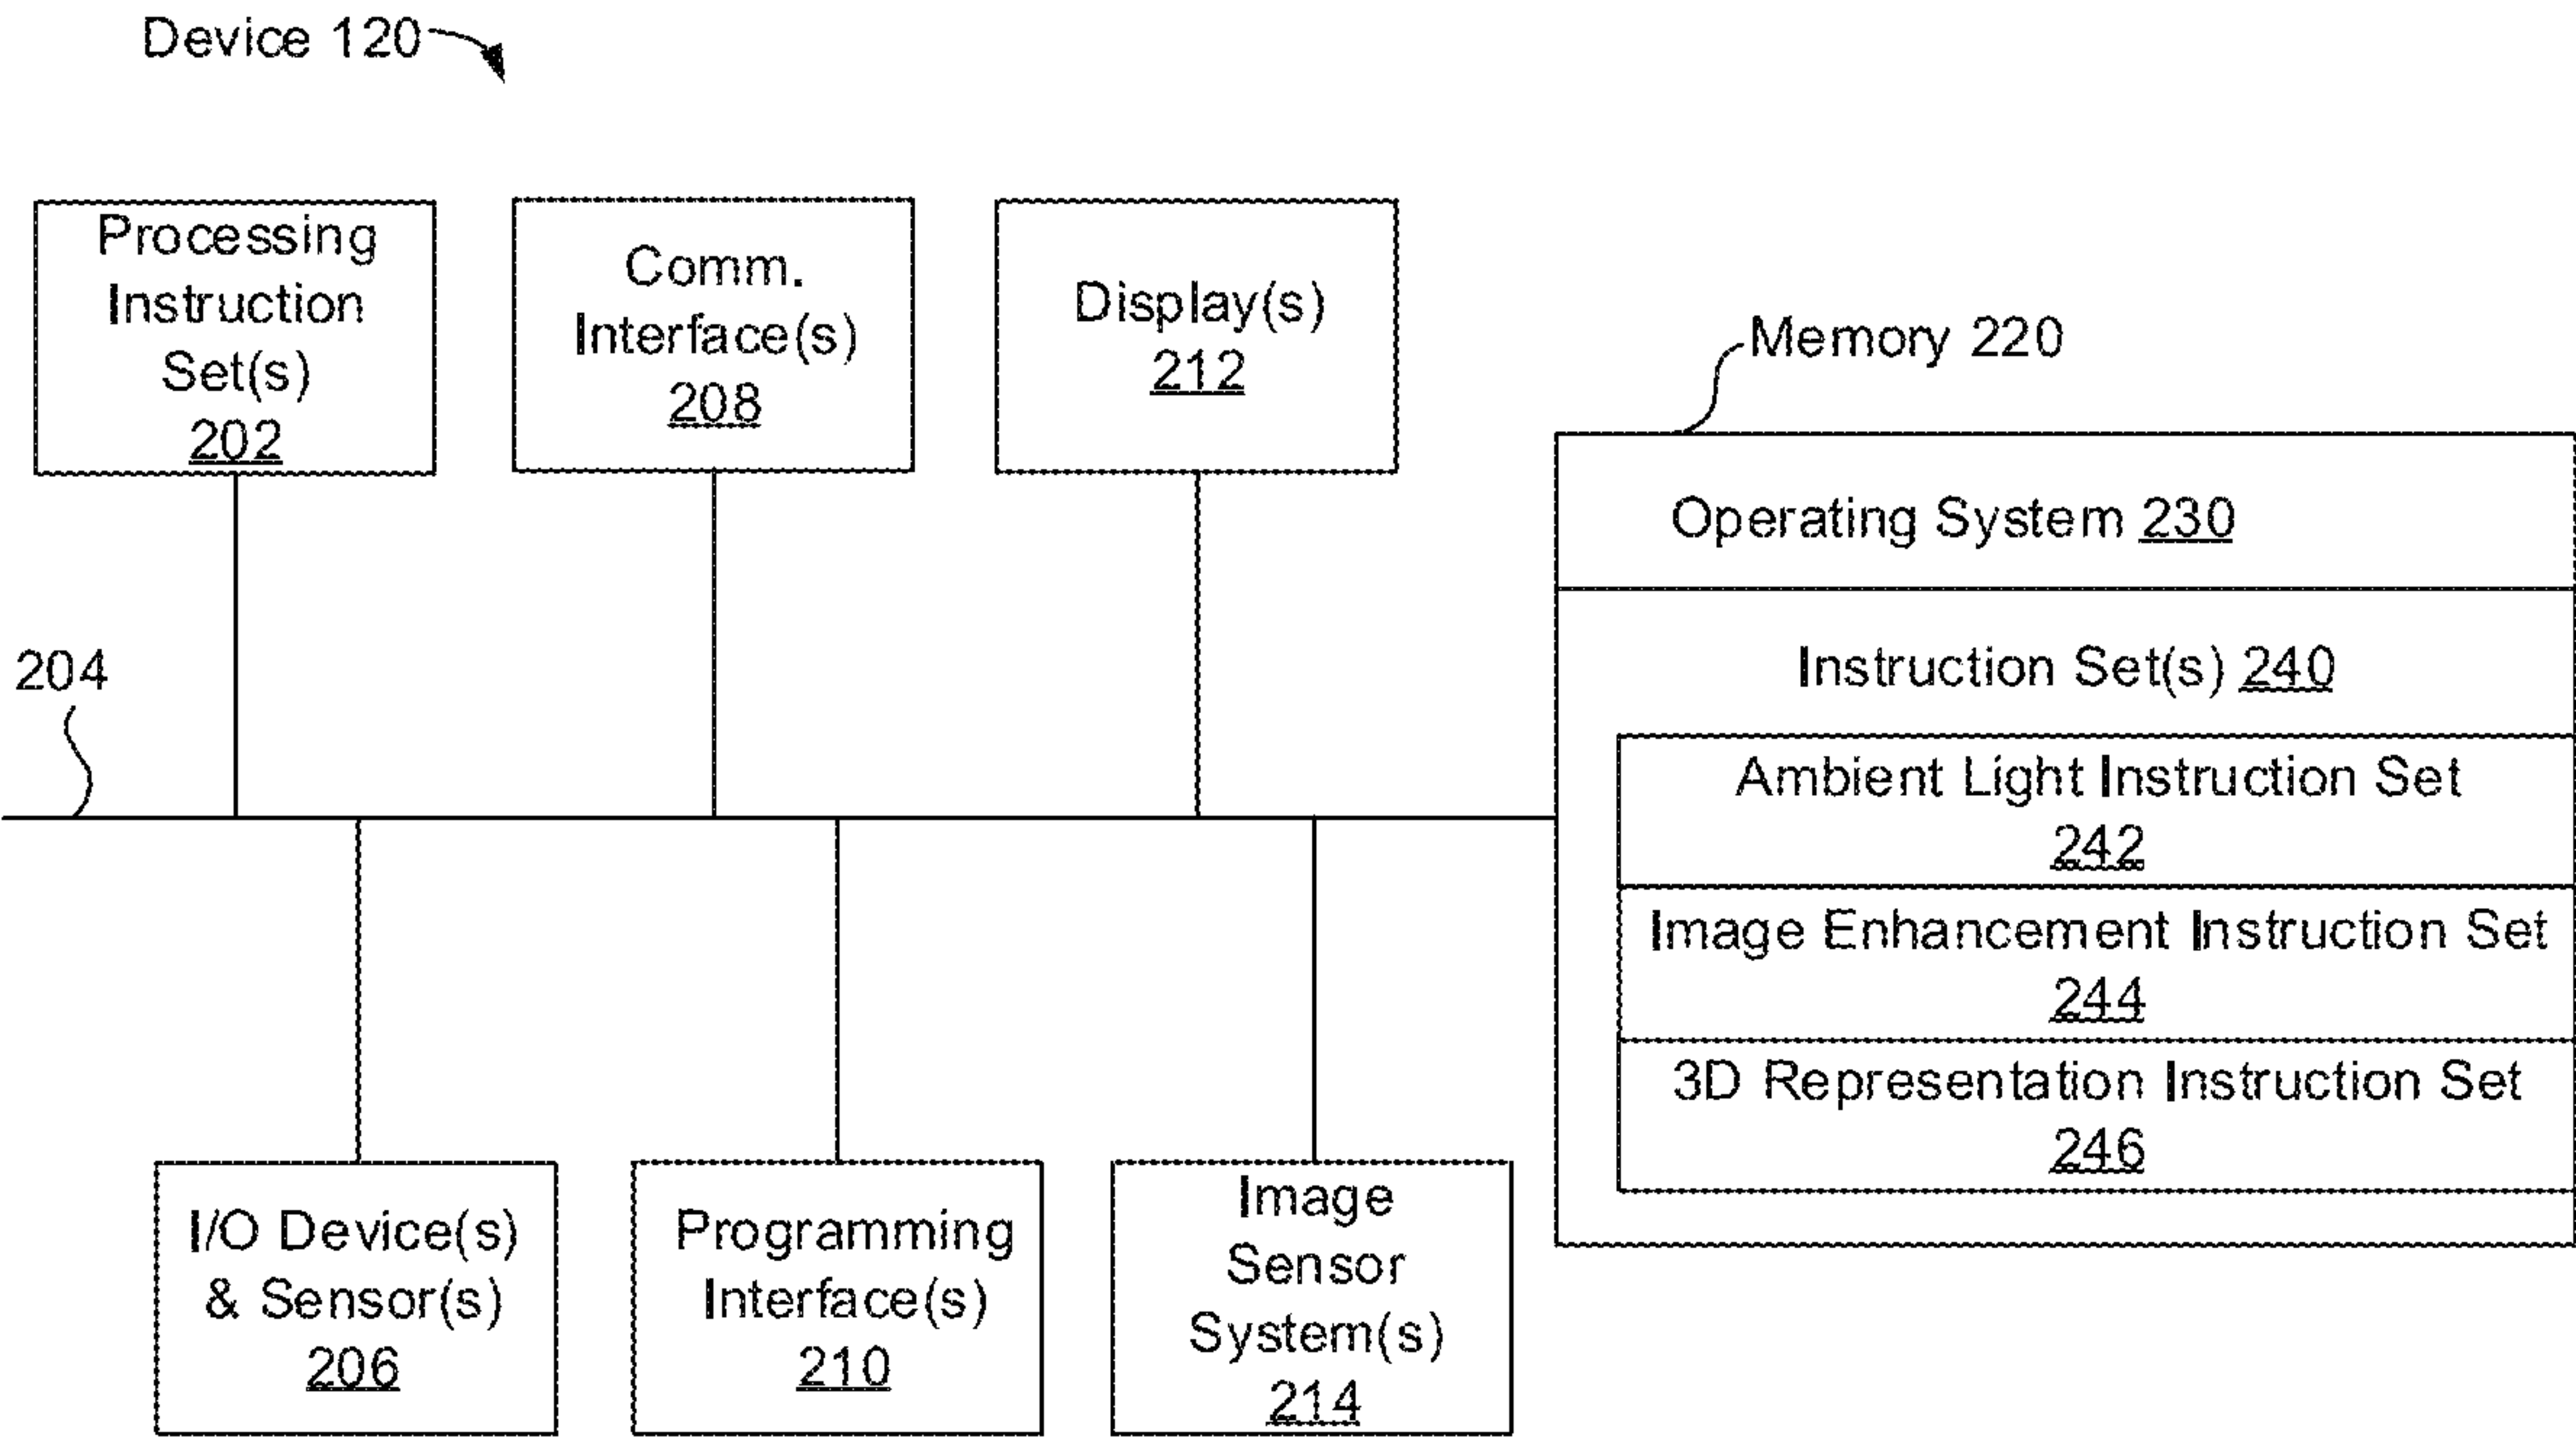 Device 120
Processing
Instruction
Set(s)
202
Comm.
Interface(s)
208
Display(s)
212
Memory 220
Operating System 230
Instruction Set(s) 240
Ambient Light Instruction Set
242
Image Enhancement Instruction Set
244
3D Representation Instruction Set
246
204
I/O Device(s)
& Sensor(s)
206
Programming
Interface(s)
210
Image
Sensor
System(s)
214